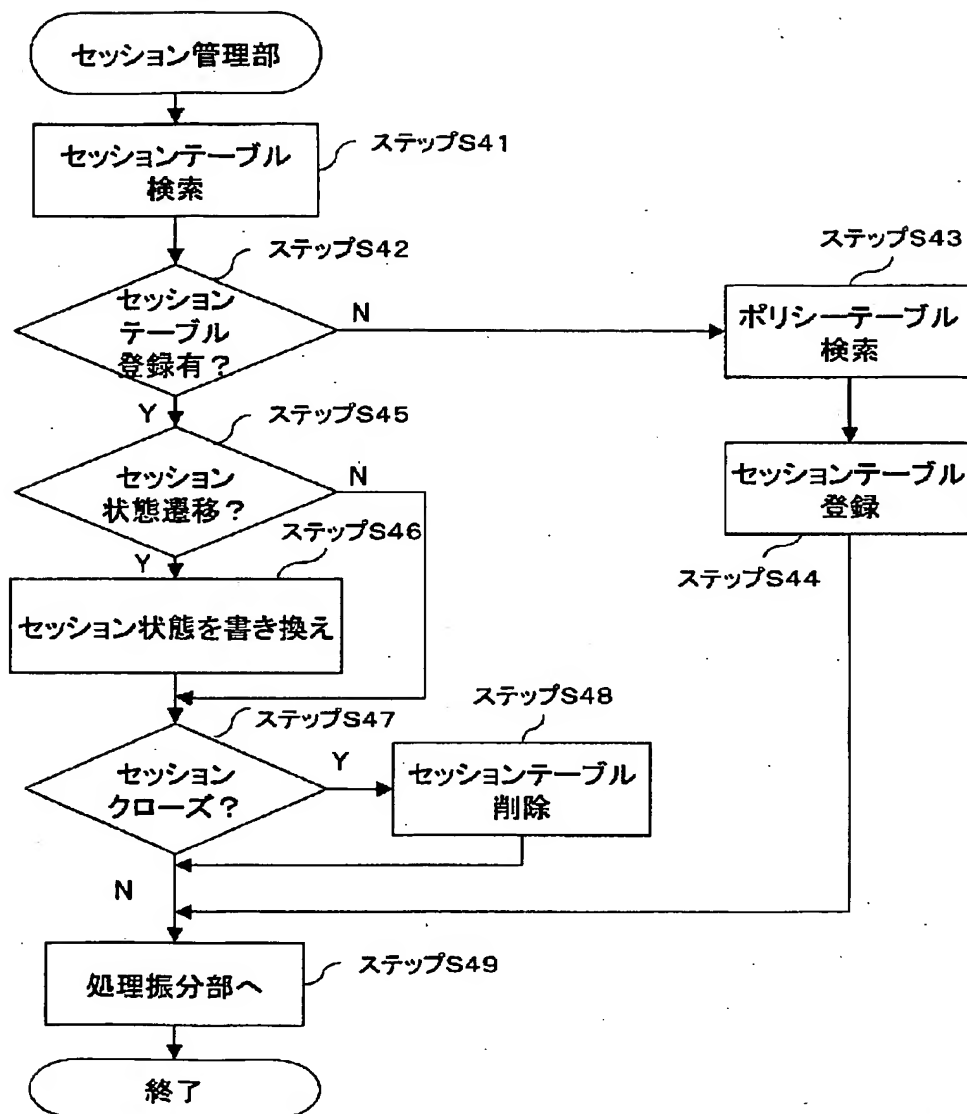 セッション管理部
セッションテーブル
検索
ステップS41
ステップS42
セッション
テーブル
登録有？
N
Y
ステップS43
ポリシーテーブル
検索
セッションテーブル
登録
ステップS44
ステップS45
セッション
状態遷移？
N
Y
ステップS46
セッション状態を書き換え
ステップS47
セッション
クローズ？
Y
N
ステップS48
セッションテーブル
削除
ステップS49
処理振分部へ
終了